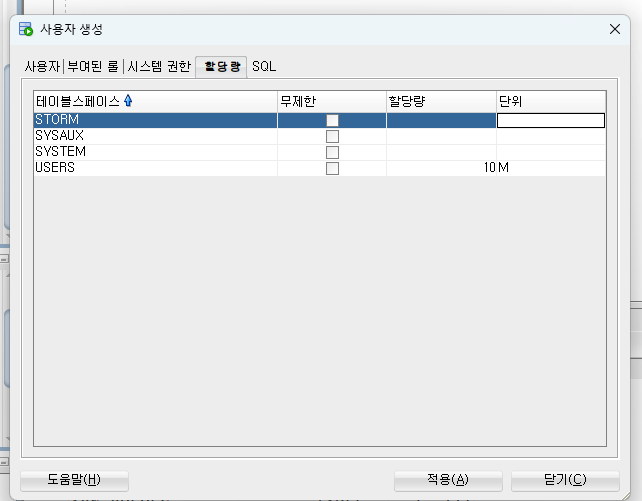 사용자 생성
사용자 부여된 롤 시스템 권한 할당량 SQL
테이블스페이스 무제한 할당량 단위
STORM
SYSAUX
SYSTEM
USERS 10 M
도움말(H) 적용(A) 닫기(C)